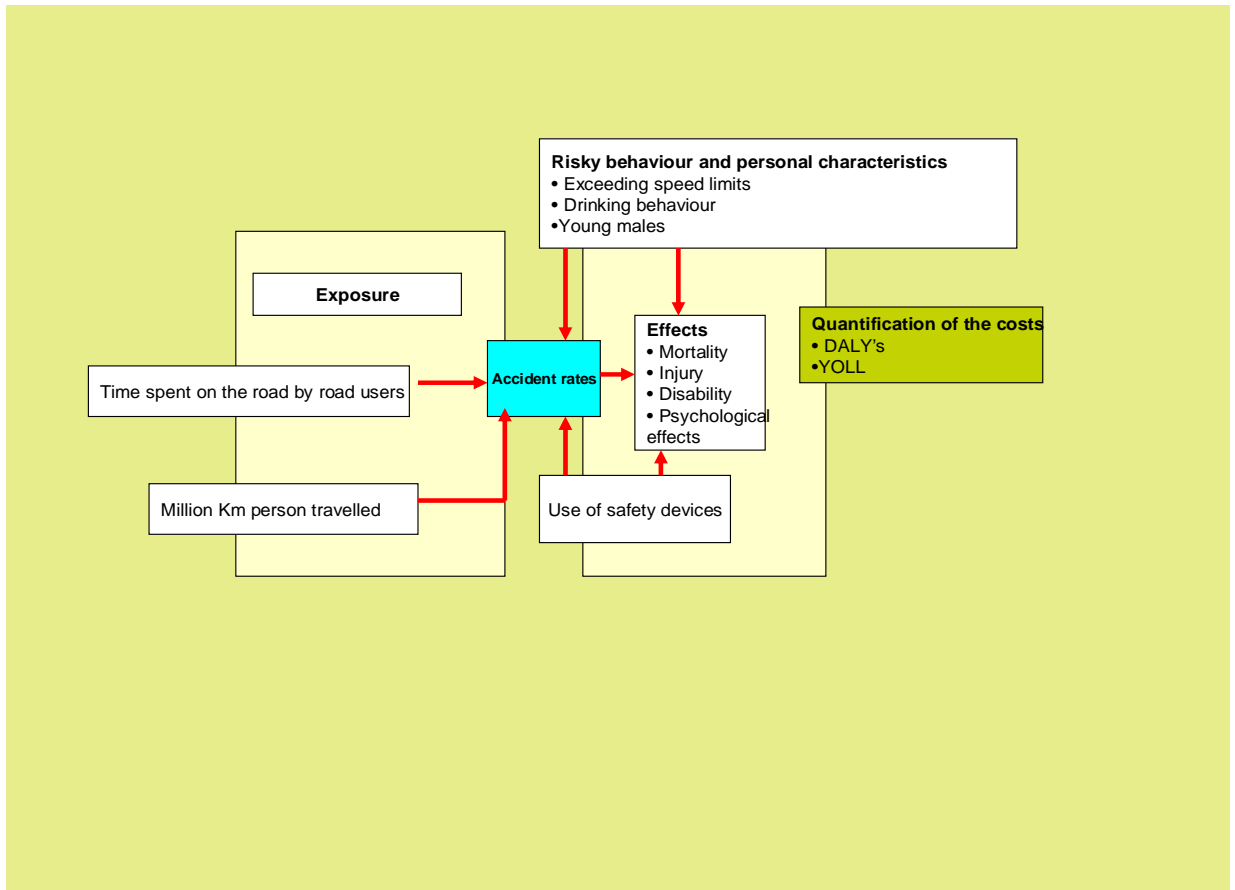 Risky behaviour and personal characteristics
• Exceeding speed limits
• Drinking behaviour
•Young males
Exposure
Quantification of the costs
• DALY's
•YOLL
Effects
• Mortality
• Injury
• Disability
• Psychological
effects
Accident rates
Time spent on the road by road users
Million Km person travelled
Use of safety devices